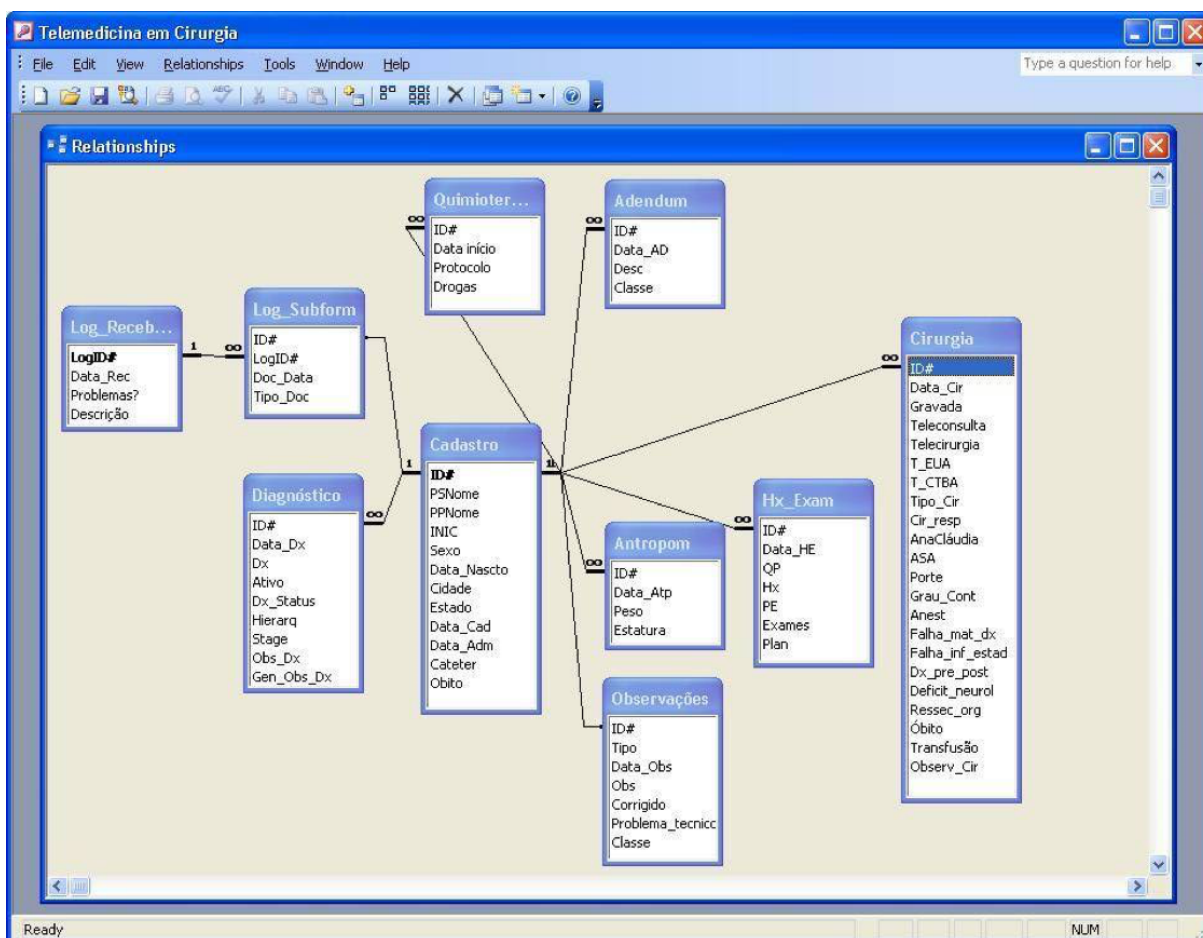 Telemedicina em Cirurgia
File Edit View Relationships Tools Window Help
Type a question for help
Relationships
Quimioter...
ID#
Data início
Protocolo
Drogas
Adendum
ID#
Data_AD
Desc
Classe
Log_Receb...
LogID#
Data_Rec
Problemas?
Descrição
Log_Subform
ID#
LogID#
Doc_Data
Tipo_Doc
Cirurgia
ID#
Data_Cir
Gravada
Teleconsulta
Telecirurgia
T_EUA
T_CTBA
Tipo_Cir
Cir_resp
AnaCláudia
ASA
Porte
Grau_Cont
Anest
Falha_mat_dx
Falha_inf_estad
Dx_pre_post
Deficit_neurol
Ressec_org
Óbito
Transfusão
Observ_Cir
Cadastro
ID#
PSNome
PPNome
INIC
Sexo
Data_Nascto
Cidade
Estado
Data_Cad
Data_Adm
Cateter
Obito
Diagnóstico
ID#
Data_Dx
Dx
Ativo
Dx_Status
Hierarq
Stage
Obs_Dx
Gen_Obs_Dx
Hx_Exam
ID#
Data_HE
QP
Hx
PE
Exames
Plan
Antropom
ID#
Data_Atp
Peso
Estatura
Observações
ID#
Tipo
Data_Obs
Obs
Corrigido
Problema_tecnicc
Classe
1 ∞
1
∞
∞
∞
∞
∞
∞
Ready
NUM